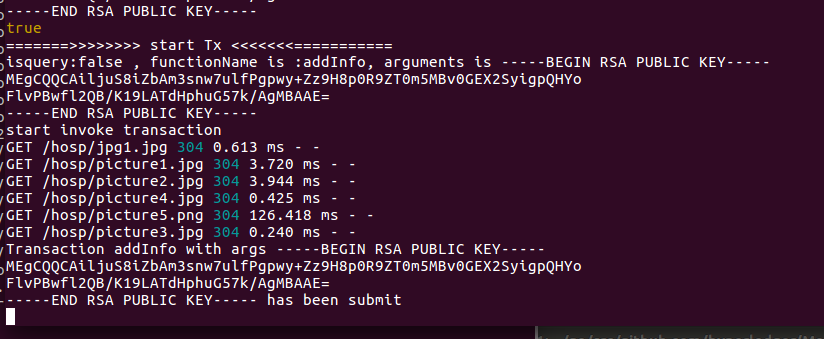 -----END RSA PUBLIC KEY-----
true
=======>>>>>>>> start Tx <<<<<<<===========
isquery:false , functionName is :addInfo, arguments is -----BEGIN RSA PUBLIC KEY-----
MEgCQQCAiljuS8iZbAm3snw7ulfPgpwy+Zz9H8p0R9ZT0m5MBv0GEX2SyigpQHYo
FlvPBwfl2QB/K19LATdHphuG57k/AgMBAAE=
-----END RSA PUBLIC KEY-----
start invoke transaction
GET /hosp/jpg1.jpg 304 0.613 ms - -
GET /hosp/picture1.jpg 304 3.720 ms - -
GET /hosp/picture2.jpg 304 3.944 ms - -
GET /hosp/picture4.jpg 304 0.425 ms - -
GET /hosp/picture5.png 304 126.418 ms - -
GET /hosp/picture3.jpg 304 0.240 ms - -
Transaction addInfo with args -----BEGIN RSA PUBLIC KEY-----
MEgCQQCAiljuS8iZbAm3snw7ulfPgpwy+Zz9H8p0R9ZT0m5MBv0GEX2SyigpQHYo
FlvPBwfl2QB/K19LATdHphuG57k/AgMBAAE=
-----END RSA PUBLIC KEY----- has been submit